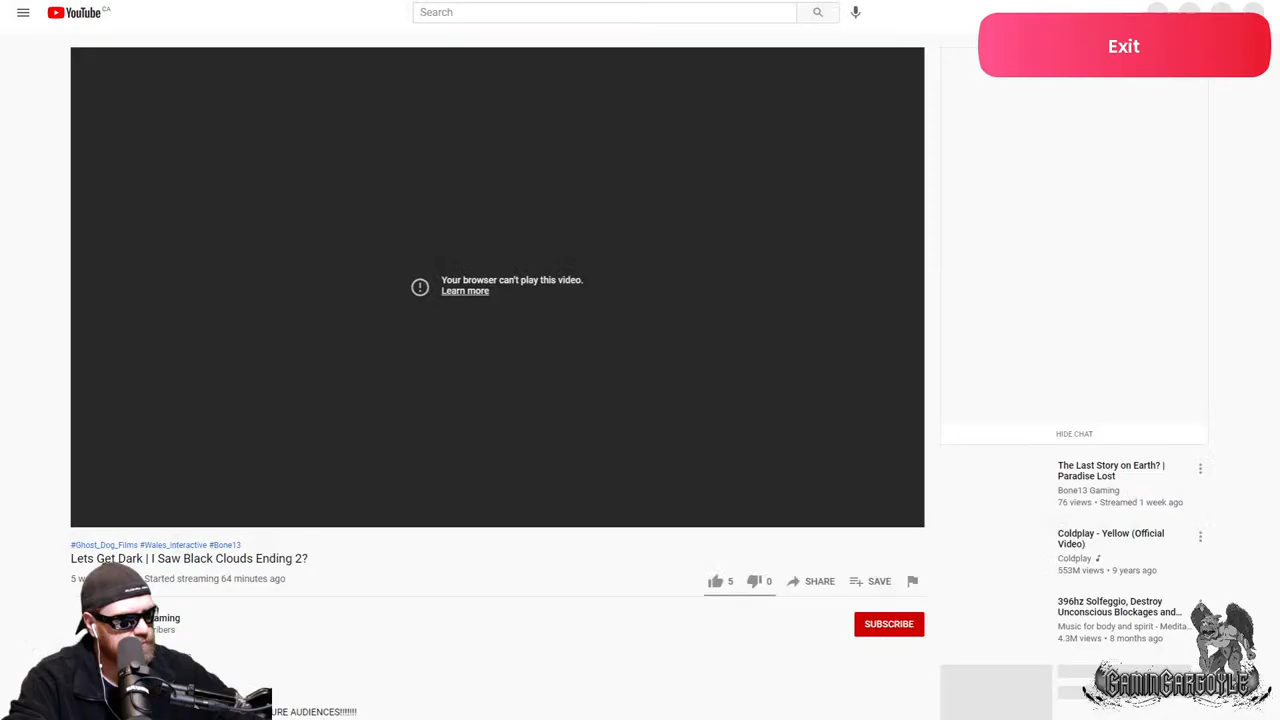 YouTube CA
Search
Exit
Your browser can't play this video.
Learn more
HIDE CHAT
The Last Story on Earth? |
Paradise Lost
Bone13 Gaming
76 views • Streamed 1 week ago
Coldplay - Yellow (Official
Video)
Coldplay
553M views • 9 years ago
396hz Solfeggio, Destroy
Unconscious Blockages and...
Music for body and spirit - Medita...
4.3M views • 8 months ago
#Ghost_Dog_Films #Wales_interactive #Bone13
Lets Get Dark | I Saw Black Clouds Ending 2?
5 w
Started streaming 64 minutes ago
5
0
SHARE
SAVE
aming
ribers
SUBSCRIBE
URE AUDIENCES!!!!!!!
GaminGargoyle